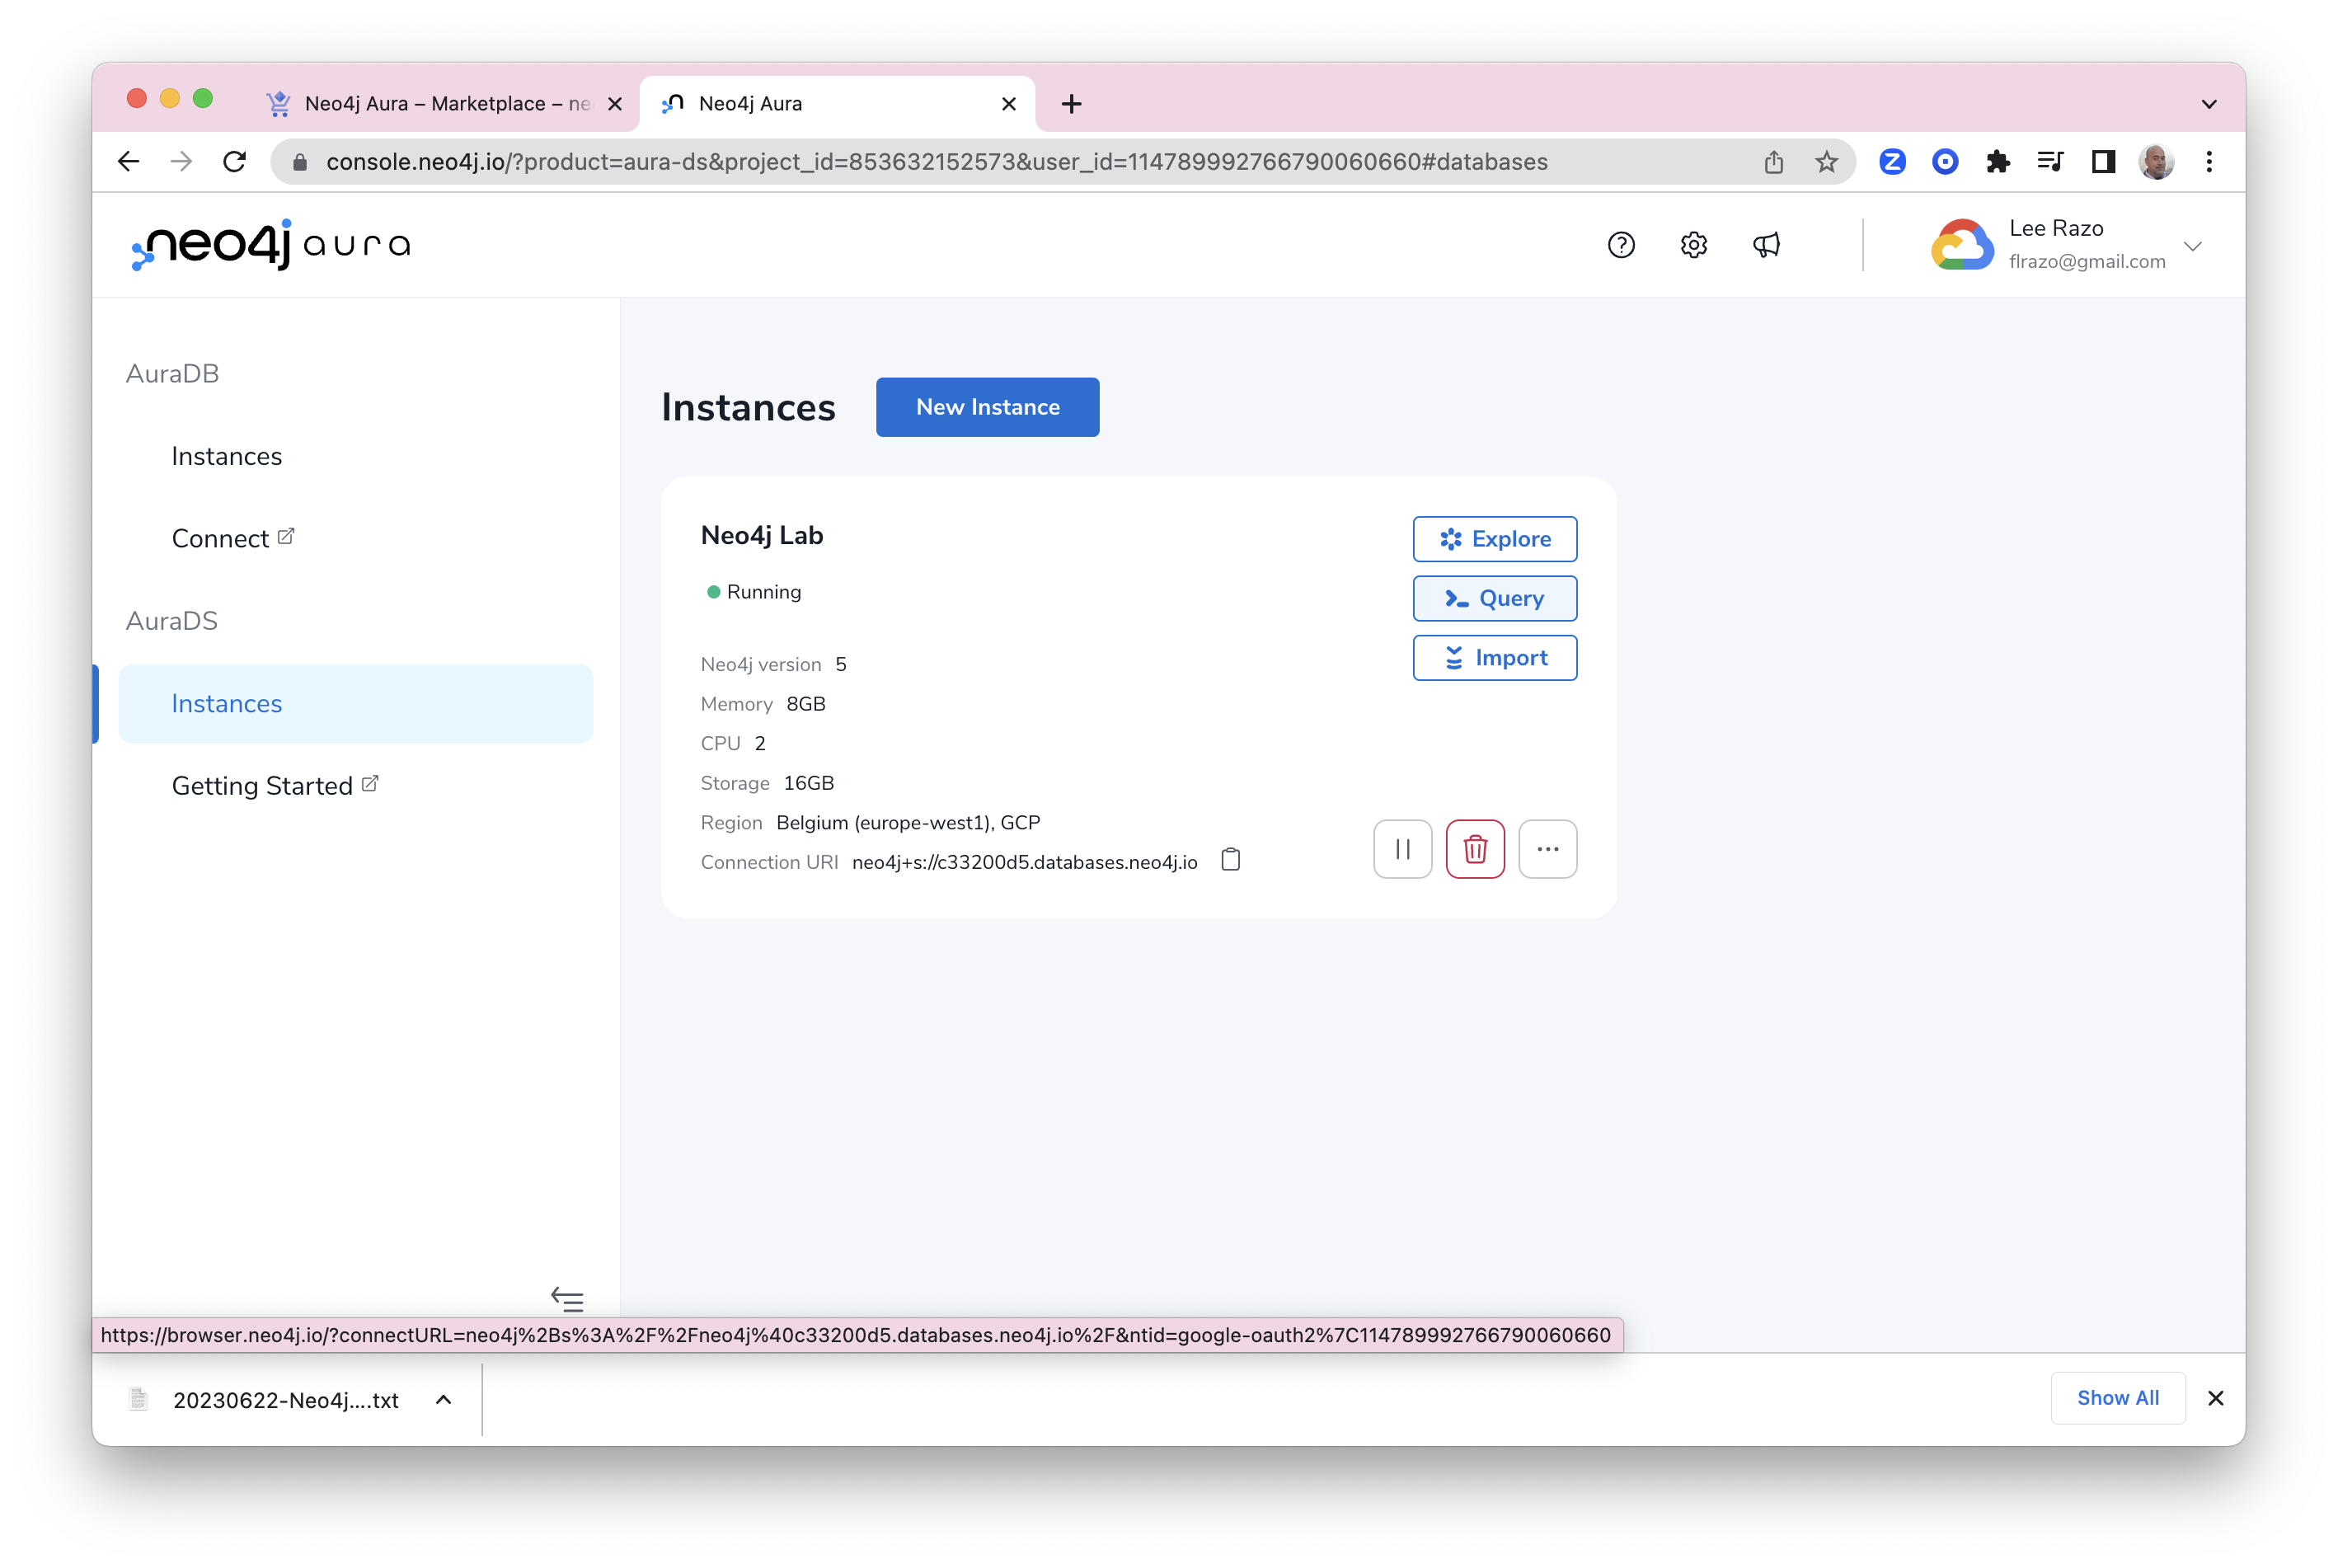 Neo4j Aura – Marketplace – ne
Neo4j Aura
console.neo4j.io/?product=aura-ds&project_id=853632152573&user_id=114789992766790060660#databases
neo4j aura
Lee Razo
flrazo@gmail.com
AuraDB
Instances
Connect
AuraDS
Instances
Getting Started
Instances
New Instance
Neo4j Lab
Running
Neo4j version 5
Memory 8GB
CPU 2
Storage 16GB
Region Belgium (europe-west1), GCP
Connection URI neo4j+s://c33200d5.databases.neo4j.io
Explore
Query
Import
https://browser.neo4j.io/?connectURL=neo4j%2Bs%3A%2F%2Fneo4j%40c33200d5.databases.neo4j.io%2F&ntid=google-oauth2%7C114789992766790060660
20230622-Neo4j....txt
Show All